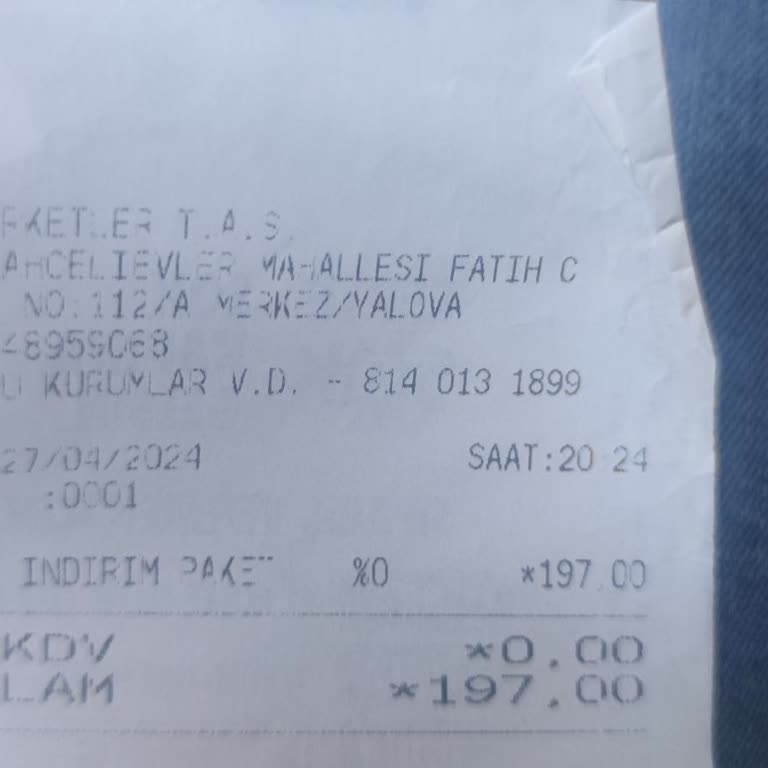 RKETLER T.A.S.
AHCELIEVLER MAHALLESI FATIH C
NO:112/A MERKEZ/YALOVA
48959068
U KURUMLAR V.D. - 814 013 1899
27/04/2024 SAAT:20:24
:0001
INDIRIM PAKET %0 *197.00
KDV *0.00
LAM *197.00